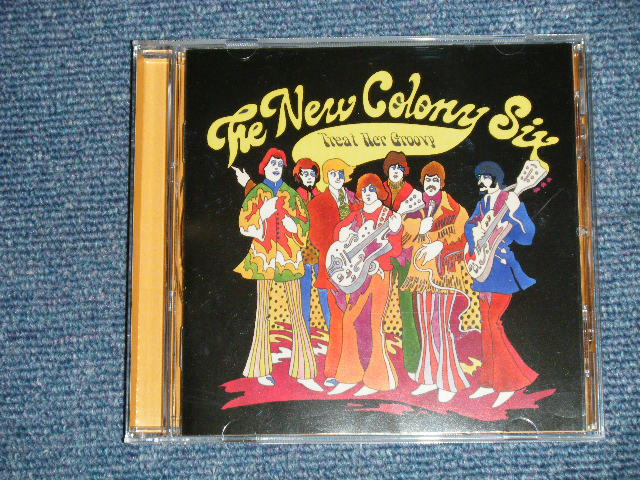 The New Colony Six
Treat Her Groovy